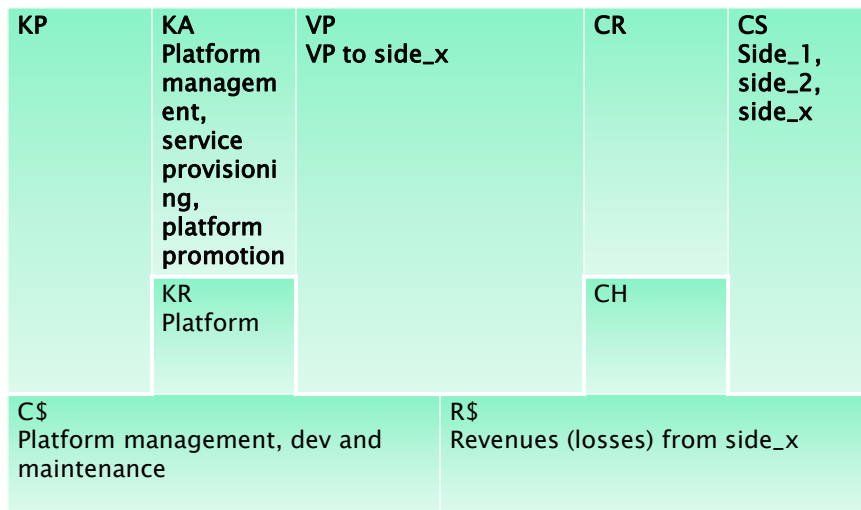 KP
KA
Platform
managem
ent,
service
provisioni
ng,
platform
promotion
VP
VP to side_x
CR
CS
Side_1,
side_2,
side_x
KR
Platform
CH
C$
Platform management, dev and
maintenance
R$
Revenues (losses) from side_x